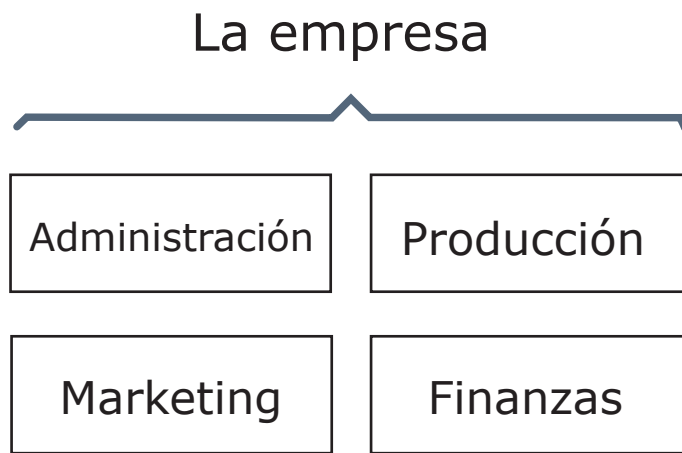 La empresa
Administración
Producción
Marketing
Finanzas